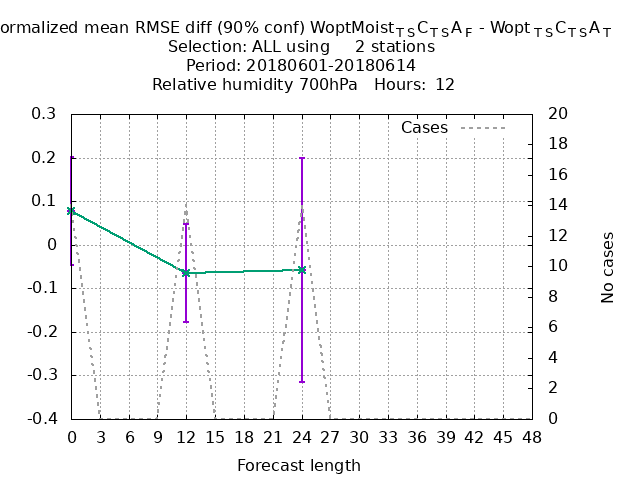 ormalized mean RMSE diff (90% conf) WoptMoist_TSC_TSA_F - Wopt_TSC_TSA_T
Selection: ALL using 2 stations
Period: 20180601-20180614
Relative humidity 700hPa Hours: 12
Cases
0.3
0.2
0.1
0
-0.1
-0.2
-0.3
-0.4
20
18
16
14
12
10
8
6
4
2
0
No cases
0 3 6 9 12 15 18 21 24 27 30 33 36 39 42 45 48
Forecast length